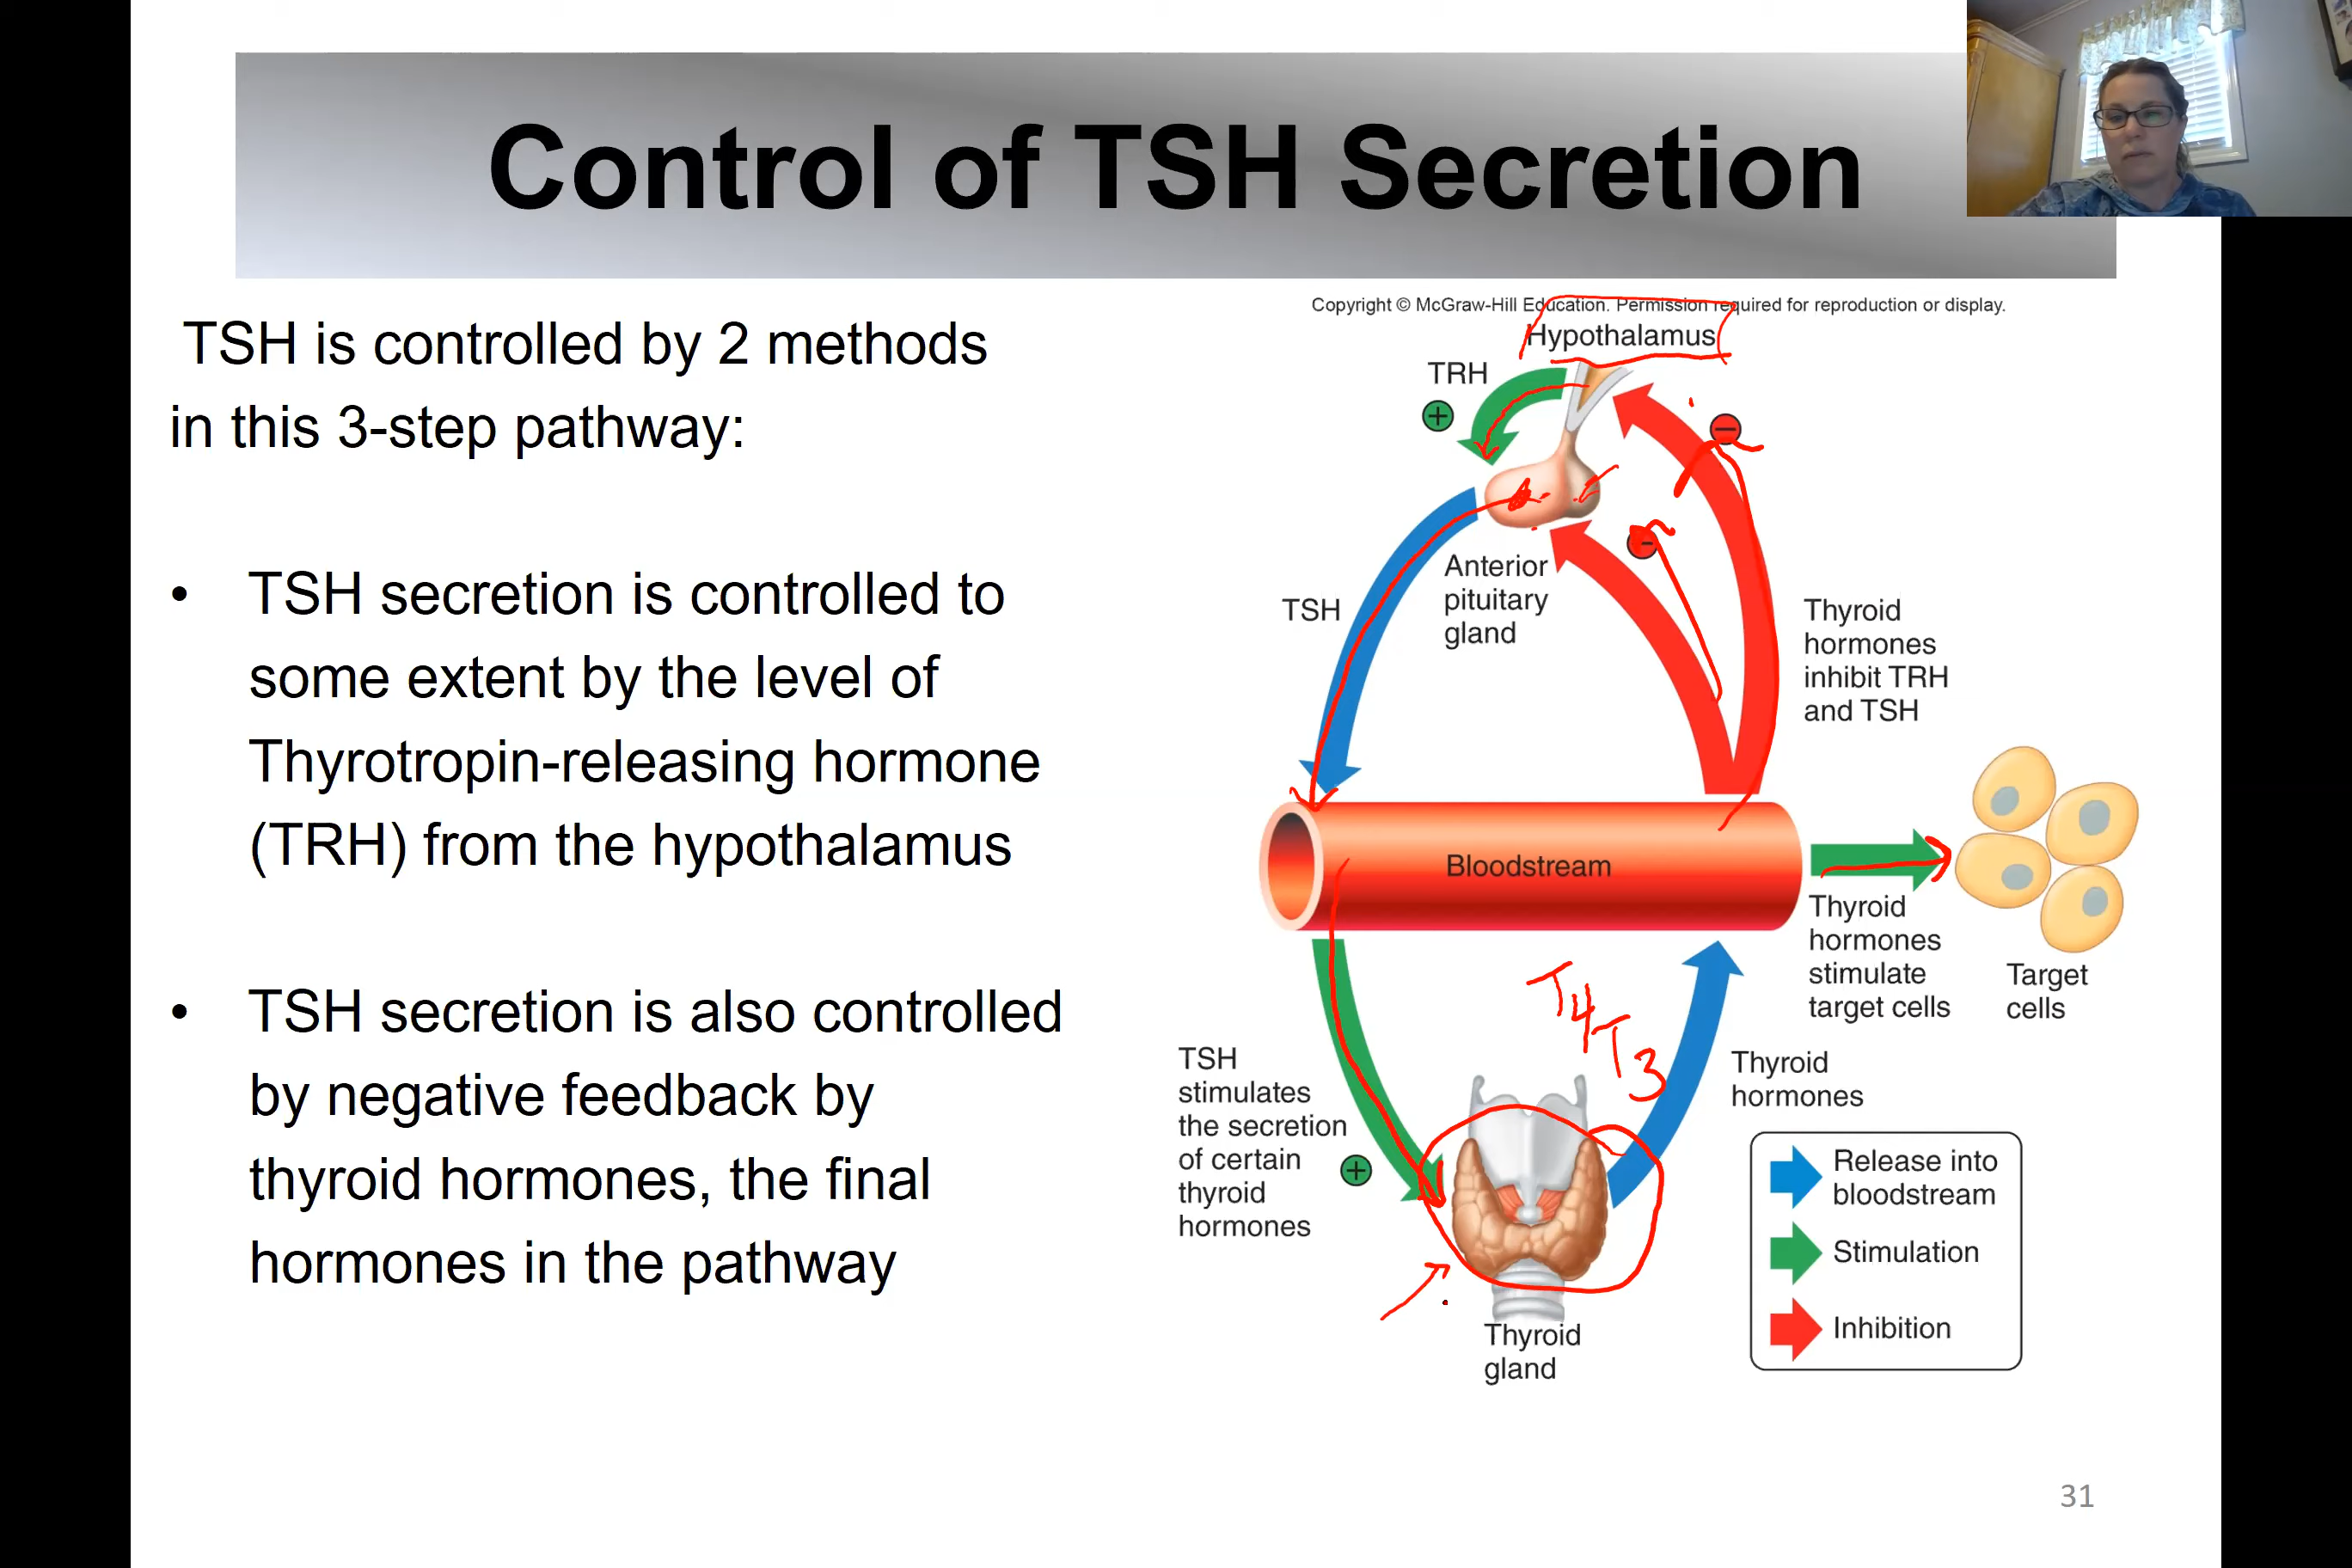 Control of TSH Secretion
TSH is controlled by 2 methods
in this 3-step pathway:
• TSH secretion is controlled to
some extent by the level of
Thyrotropin-releasing hormone
(TRH) from the hypothalamus
• TSH secretion is also controlled
by negative feedback by
thyroid hormones, the final
hormones in the pathway
Copyright © McGraw-Hill Education. Permission required for reproduction or display.
Hypothalamus
TRH
+
−
-
Anterior
pituitary
gland
TSH
Thyroid
hormones
inhibit TRH
and TSH
Bloodstream
Thyroid
hormones
stimulate
target cells
Target
cells
T4
T3
TSH
stimulates
the secretion
of certain
thyroid
hormones
+
Thyroid
hormones
Thyroid
gland
Release into
bloodstream
Stimulation
Inhibition
31